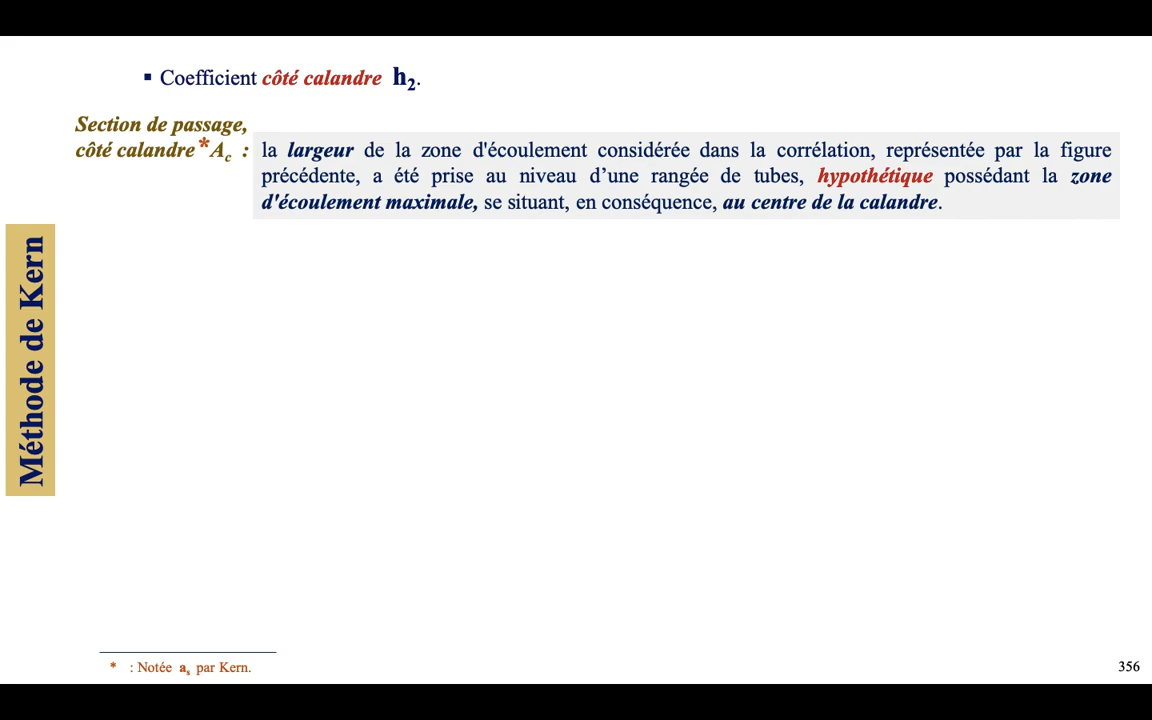 ▪ Coefficient côté calandre h₂.
Section de passage,
côté calandre *A꜀ :
la largeur de la zone d'écoulement considérée dans la corrélation, représentée par la figure
précédente, a été prise au niveau d’une rangée de tubes, hypothétique possédant la zone
d'écoulement maximale, se situant, en conséquence, au centre de la calandre.
Méthode de Kern
* : Notée aₛ par Kern.
356